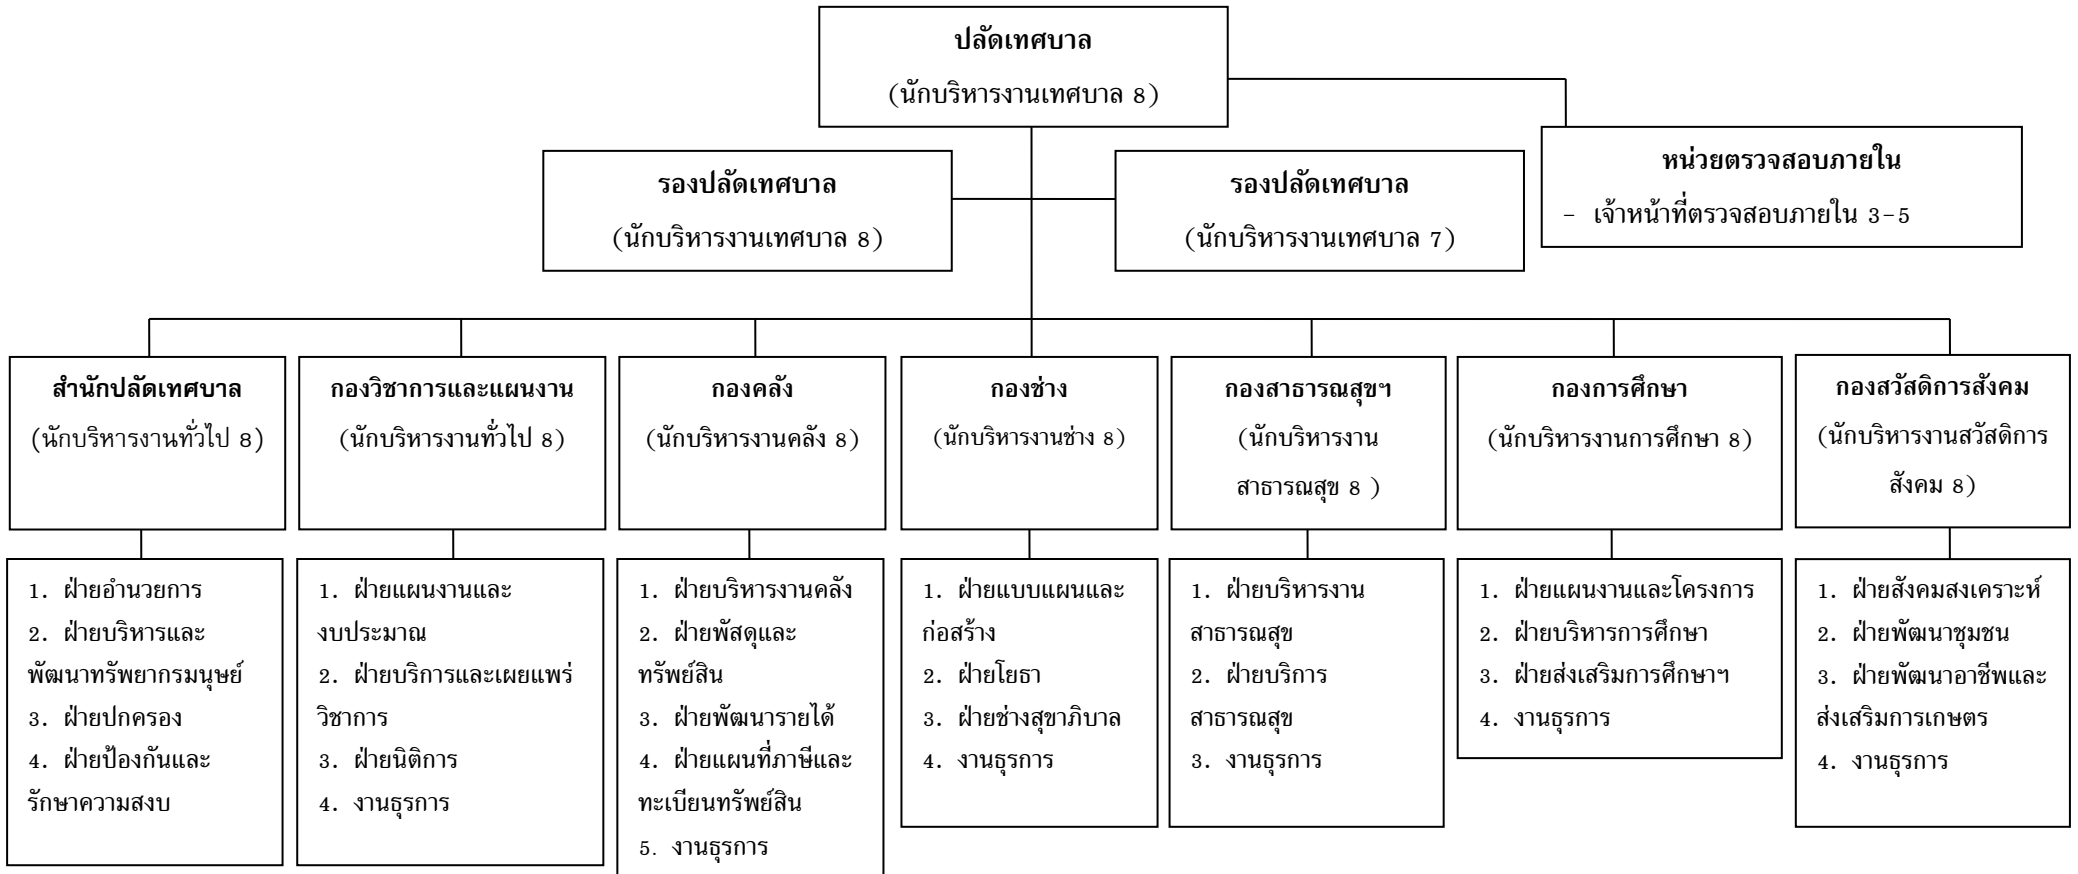 ปลัดเทศบาล
(นักบริหารงานเทศบาล 8)
หน่วยตรวจสอบภายใน
- เจ้าหน้าที่ตรวจสอบภายใน 3-5
รองปลัดเทศบาล
(นักบริหารงานเทศบาล 8)
รองปลัดเทศบาล
(นักบริหารงานเทศบาล 7)
สำนักปลัดเทศบาล
(นักบริหารงานทั่วไป 8)
กองวิชาการและแผนงาน
(นักบริหารงานทั่วไป 8)
กองคลัง
(นักบริหารงานคลัง 8)
กองช่าง
(นักบริหารงานช่าง 8)
กองสาธารณสุขฯ
(นักบริหารงาน
สาธารณสุข 8 )
กองการศึกษา
(นักบริหารงานการศึกษา 8)
กองสวัสดิการสังคม
(นักบริหารงานสวัสดิการ
สังคม 8)
1. ฝ่ายอำนวยการ
2. ฝ่ายบริหารและ
พัฒนาทรัพยากรมนุษย์
3. ฝ่ายปกครอง
4. ฝ่ายป้องกันและ
รักษาความสงบ
1. ฝ่ายแผนงานและ
งบประมาณ
2. ฝ่ายบริการและเผยแพร่
วิชาการ
3. ฝ่ายนิติการ
4. งานธุรการ
1. ฝ่ายบริหารงานคลัง
2. ฝ่ายพัสดุและ
ทรัพย์สิน
3. ฝ่ายพัฒนารายได้
4. ฝ่ายแผนที่ภาษีและ
ทะเบียนทรัพย์สิน
5. งานธุรการ
1. ฝ่ายแบบแผนและ
ก่อสร้าง
2. ฝ่ายโยธา
3. ฝ่ายช่างสุขาภิบาล
4. งานธุรการ
1. ฝ่ายบริหารงาน
สาธารณสุข
2. ฝ่ายบริการ
สาธารณสุข
3. งานธุรการ
1. ฝ่ายแผนงานและโครงการ
2. ฝ่ายบริหารการศึกษา
3. ฝ่ายส่งเสริมการศึกษาฯ
4. งานธุรการ
1. ฝ่ายสังคมสงเคราะห์
2. ฝ่ายพัฒนาชุมชน
3. ฝ่ายพัฒนาอาชีพและ
ส่งเสริมการเกษตร
4. งานธุรการ